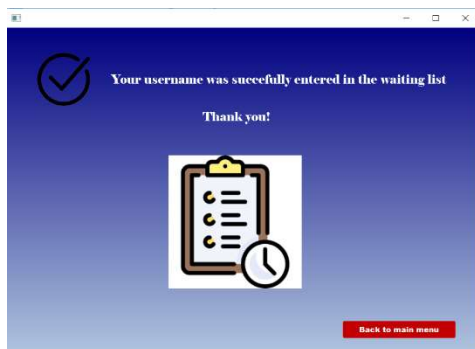 Your username was succefully entered in the waiting list
Thank you!
Back to main menu